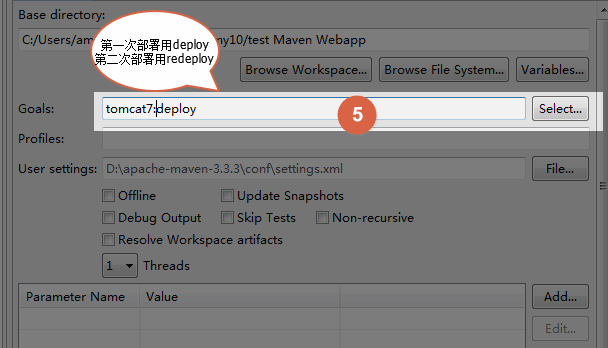 Base directory:
C:/Users/am
ny10/test Maven Webapp
第一次部署用deploy
第二次部署用redeploy
Browse Workspace...
Browse File System...
Variables...
Goals:
tomcat7:deploy
5
Select...
Profiles:
User settings:
D:\apache-maven-3.3.3\conf\settings.xml
File...
Offline
Update Snapshots
Debug Output
Skip Tests
Non-recursive
Resolve Workspace artifacts
1
Threads
Parameter Name
Value
Add...
Edit...